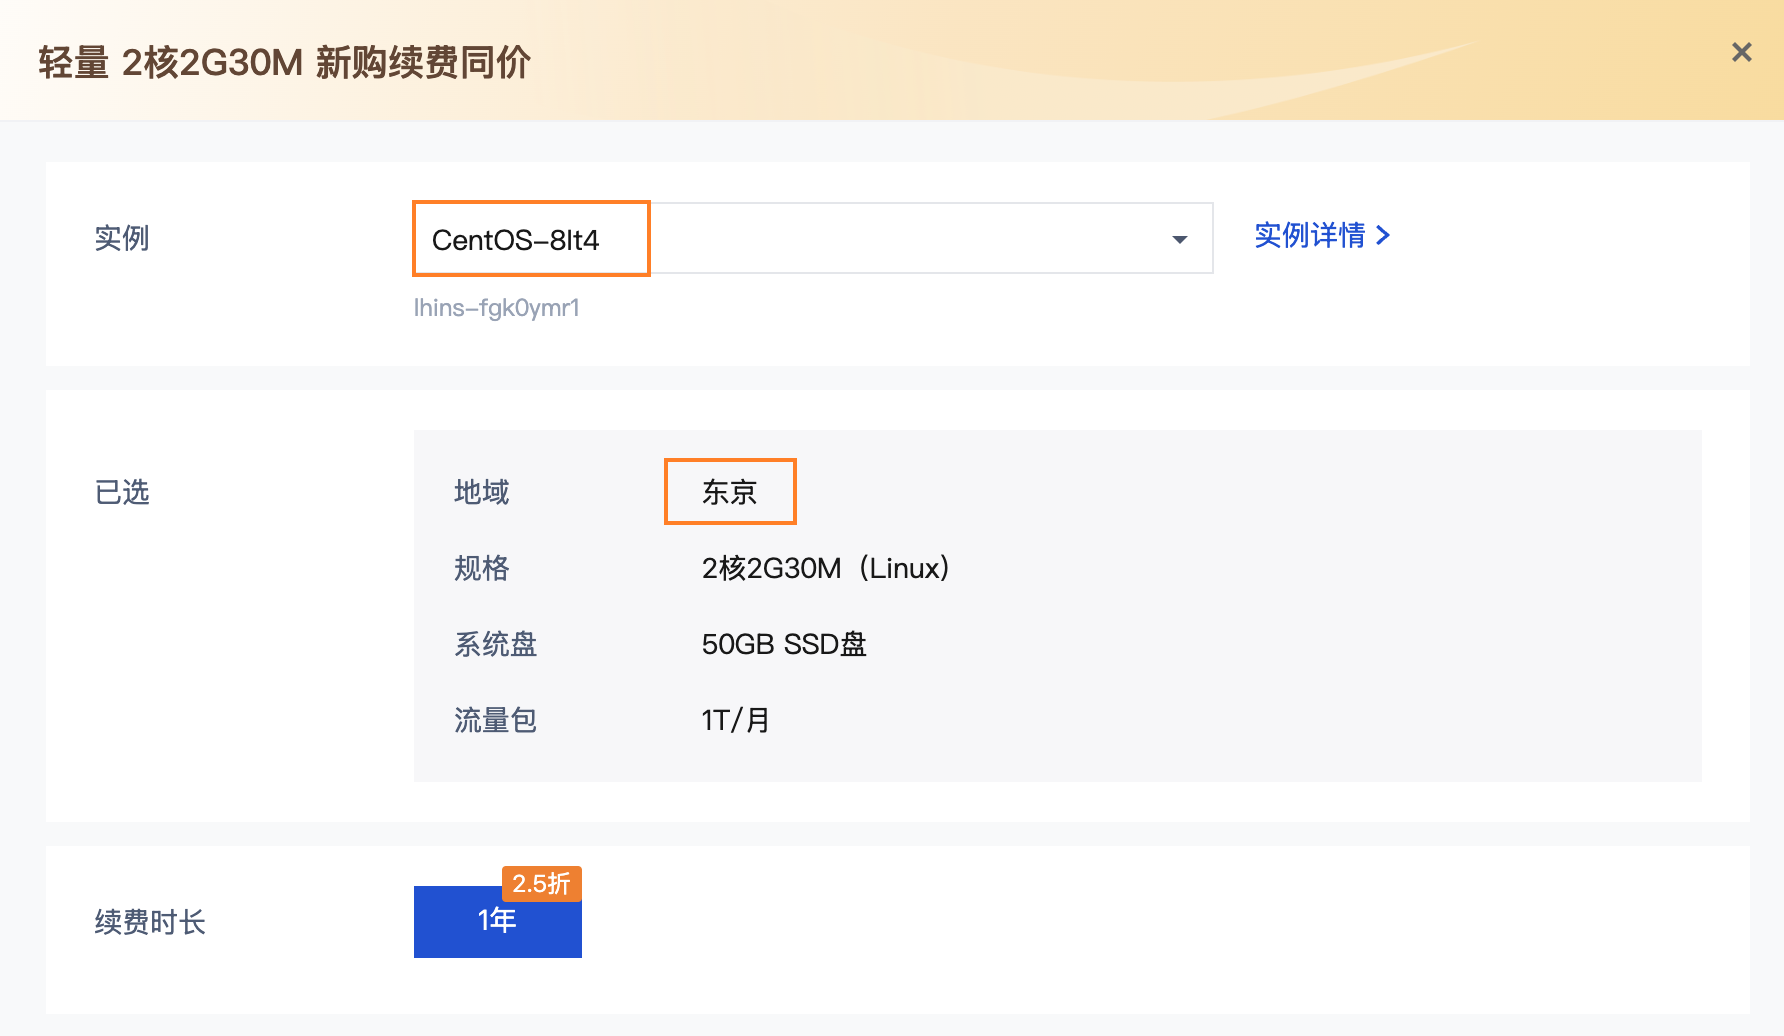 轻量 2核2G30M 新购续费同价
实例
CentOS-8lt4
实例详情
lhins-fgk0ymr1
已选
地域
东京
规格
2核2G30M（Linux）
系统盘
50GB SSD盘
流量包
1T/月
2.5折
续费时长
1年